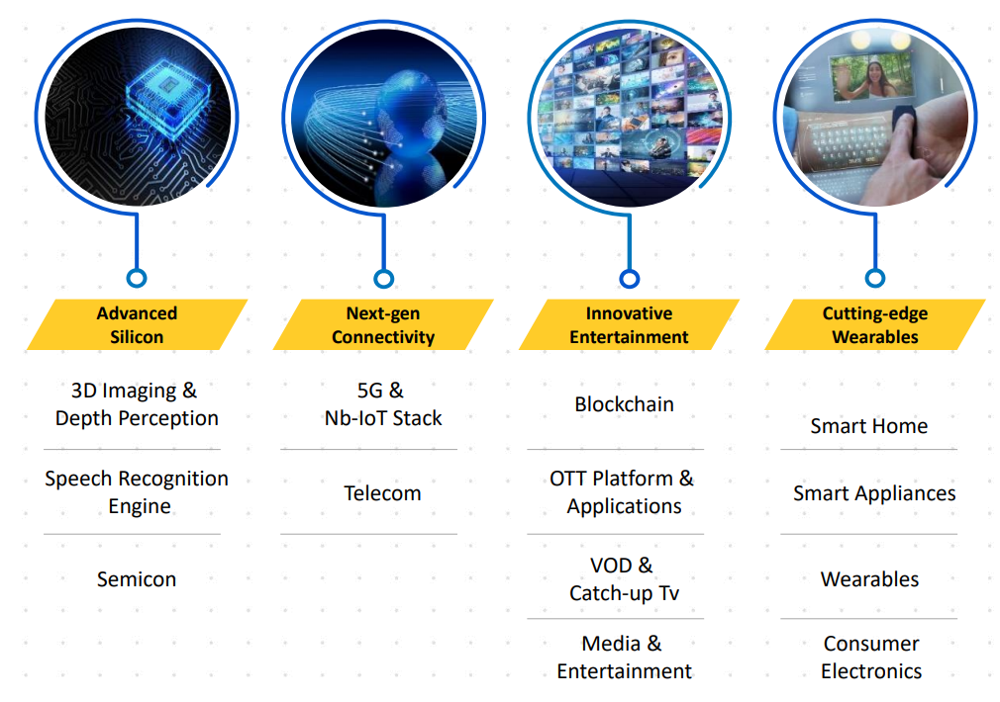 Advanced
Silicon
3D Imaging &
Depth Perception
Speech Recognition
Engine
Semicon
Next-gen
Connectivity
5G &
Nb-IoT Stack
Telecom
Innovative
Entertainment
Blockchain
OTT Platform &
Applications
VOD &
Catch-up Tv
Media &
Entertainment
Cutting-edge
Wearables
Smart Home
Smart Appliances
Wearables
Consumer
Electronics